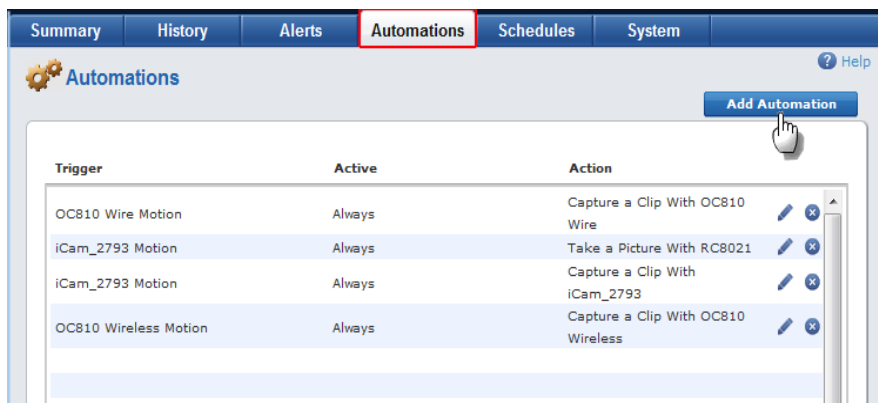 Summary History Alerts Automations Schedules System
? Help
Automations
Add Automation
Trigger Active Action
OC810 Wire Motion Always Capture a Clip With OC810
Wire
iCam_2793 Motion Always Take a Picture With RC8021
iCam_2793 Motion Always Capture a Clip With
iCam_2793
OC810 Wireless Motion Always Capture a Clip With OC810
Wireless